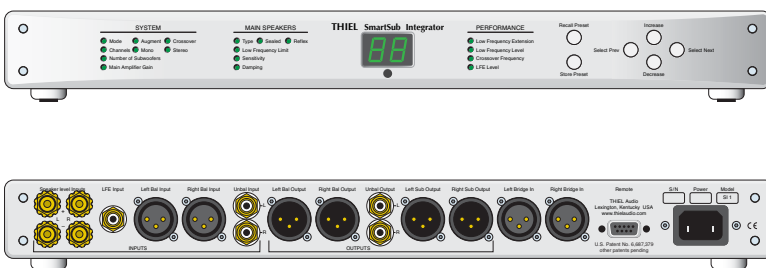 SYSTEM
MAIN SPEAKERS
THIEL SmartSub Integrator
PERFORMANCE
Recall Preset
Increase
Mode Augment Crossover
Type Sealed Reflex
Low Frequency Extension
Channels Mono Stereo
Low Frequency Limit
Low Frequency Level
Select Prev
Select Next
Number of Subwoofers
Sensitivity
Crossover Frequency
Main Amplifier Gain
Damping
LFE Level
88
Store Preset
Decrease
Speaker level Inputs
LFE Input
Left Bal Input
Right Bal Input
Unbal Input
Left Bal Output
Right Bal Output
Unbal Output
Left Sub Output
Right Sub Output
Left Bridge In
Right Bridge In
Remote
S/N
Power
Model
SI 1
THIEL Audio
Lexington, Kentucky USA
www.thielaudio.com
+
L R
-
L
R
L
R
CE
U.S. Patent No. 6,687,379
other patents pending
INPUTS
OUTPUTS